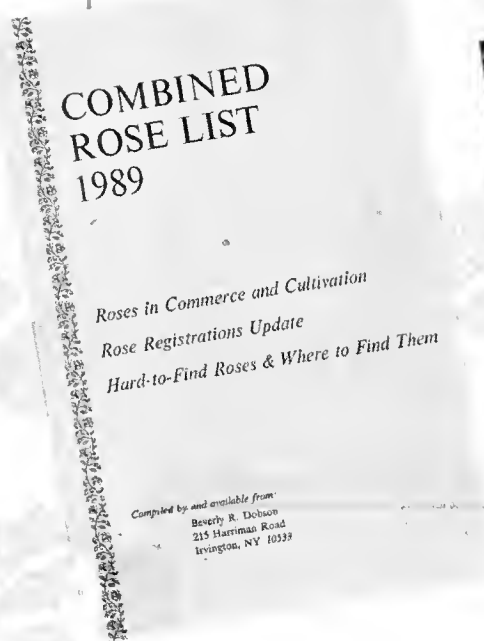 COMBINED
ROSE LIST
1989
Roses in Commerce and Cultivation
Rose Registrations Update
Hard-to-Find Roses & Where to Find Them
Compiled by and available from:
Beverly R. Dobson
215 Harriman Road
Irvington, NY 10533